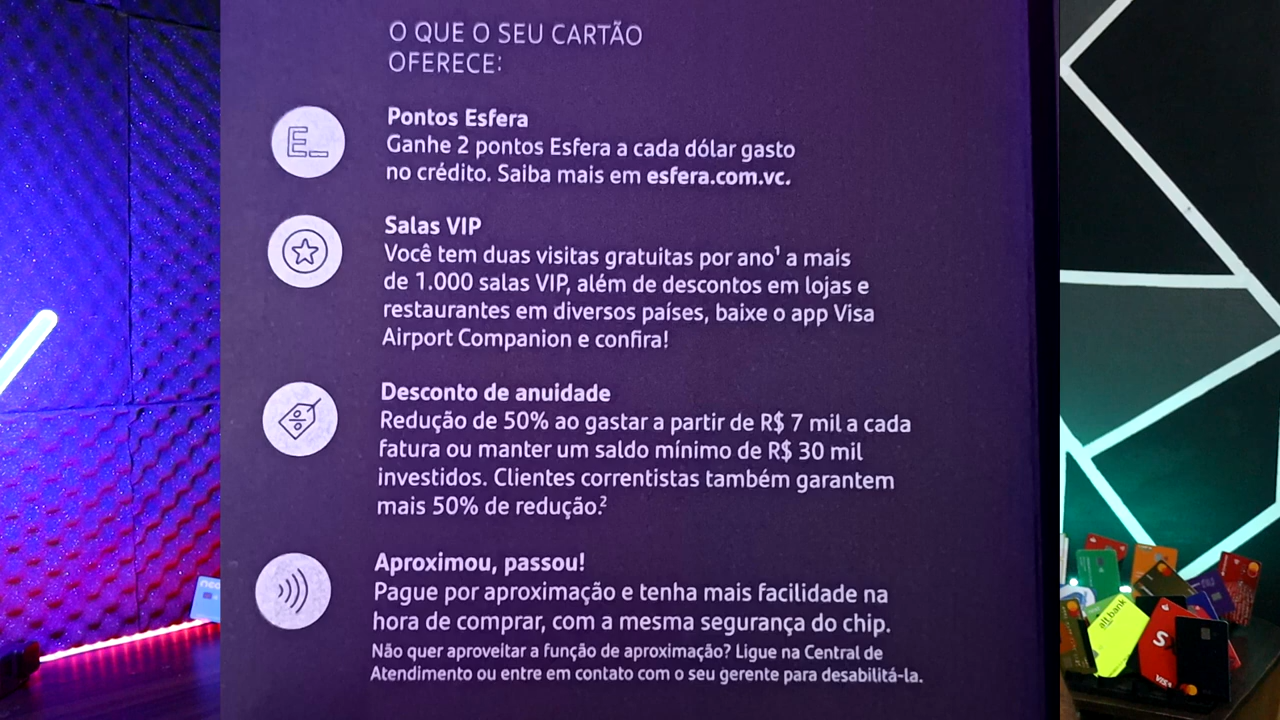 O QUE O SEU CARTÃO
OFERECE:
E_
Pontos Esfera
Ganhe 2 pontos Esfera a cada dólar gasto
no crédito. Saiba mais em esfera.com.vc.
Salas VIP
Você tem duas visitas gratuitas por ano¹ a mais
de 1.000 salas VIP, além de descontos em lojas e
restaurantes em diversos países, baixe o app Visa
Airport Companion e confira!
%
Desconto de anuidade
Redução de 50% ao gastar a partir de R$ 7 mil a cada
fatura ou manter um saldo mínimo de R$ 30 mil
investidos. Clientes correntistas também garantem
mais 50% de redução.²
Aproximou, passou!
Pague por aproximação e tenha mais facilidade na
hora de comprar, com a mesma segurança do chip.
Não quer aproveitar a função de aproximação? Ligue na Central de
Atendimento ou entre em contato com o seu gerente para desabilitá-la.
alt.bank
S
VISA